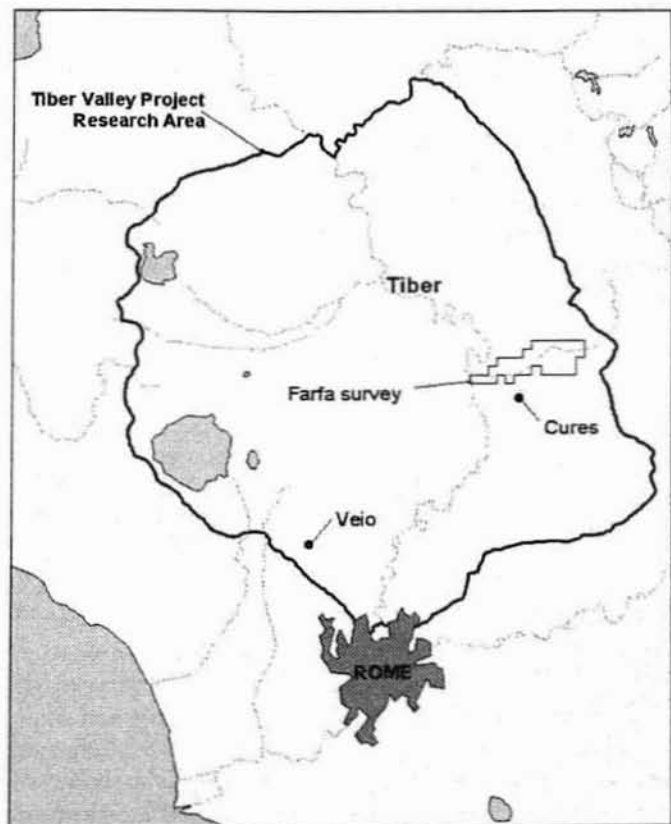 Tiber Valley Project
Research Area
Tiber
Farfa survey
Cures
Veio
ROME